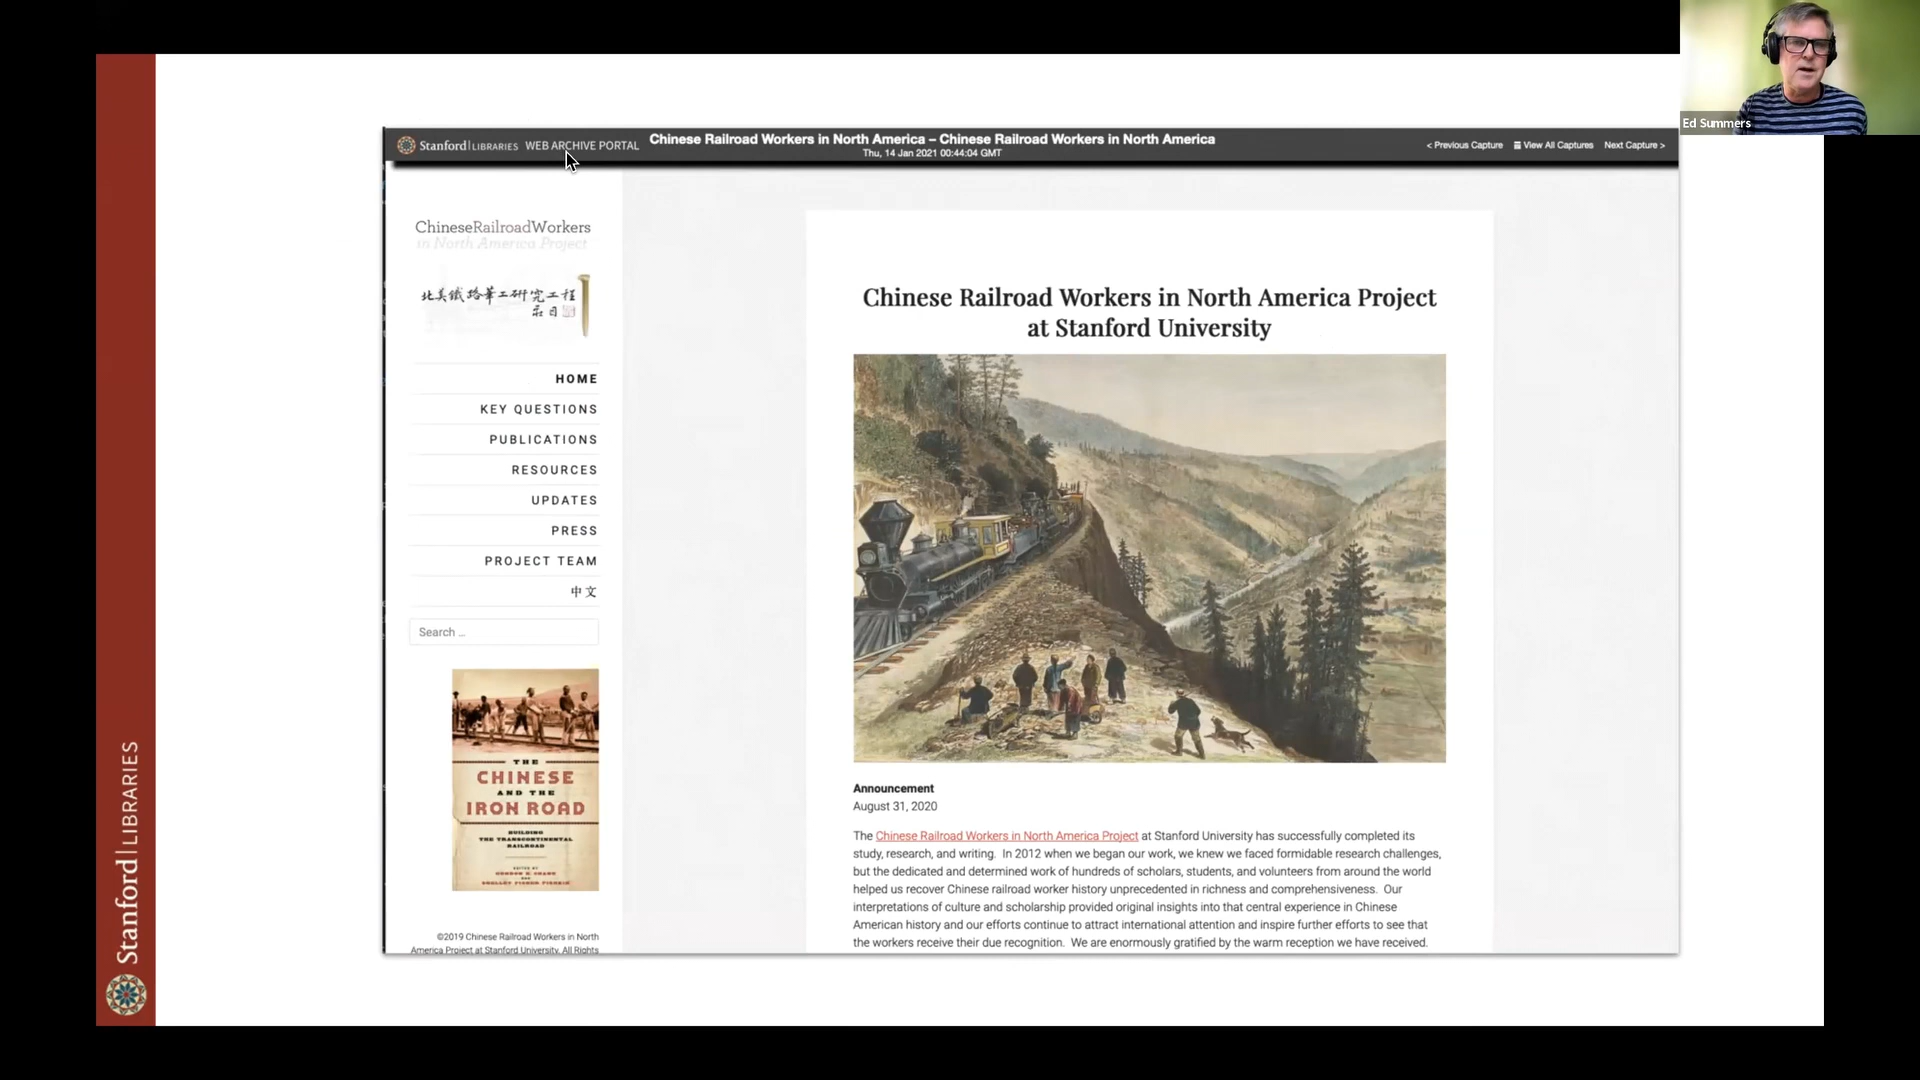 Ed Summers
Stanford|LIBRARIES WEB ARCHIVE PORTAL
Chinese Railroad Workers in North America – Chinese Railroad Workers in North America
Thu, 14 Jan 2021 00:44:04 GMT
< Previous Capture
View All Captures
Next Capture >
ChineseRailroadWorkers
in North America Project
北美鐵路華工研究工程
HOME
KEY QUESTIONS
PUBLICATIONS
RESOURCES
UPDATES
PRESS
PROJECT TEAM
中文
Search ...
THE
CHINESE
AND THE
IRON ROAD
BUILDING
THE TRANSCONTINENTAL
RAILROAD
EDITED BY
GORDON H. CHANG
AND
SHELLEY FISHER FISHKIN
©2019 Chinese Railroad Workers in North
America Project at Stanford University. All Rights
Chinese Railroad Workers in North America Project
at Stanford University
Announcement
August 31, 2020
The Chinese Railroad Workers in North America Project at Stanford University has successfully completed its
study, research, and writing. In 2012 when we began our work, we knew we faced formidable research challenges,
but the dedicated and determined work of hundreds of scholars, students, and volunteers from around the world
helped us recover Chinese railroad worker history unprecedented in richness and comprehensiveness. Our
interpretations of culture and scholarship provided original insights into that central experience in Chinese
American history and our efforts continue to attract international attention and inspire further efforts to see that
the workers receive their due recognition. We are enormously gratified by the warm reception we have received.
Stanford|LIBRARIES